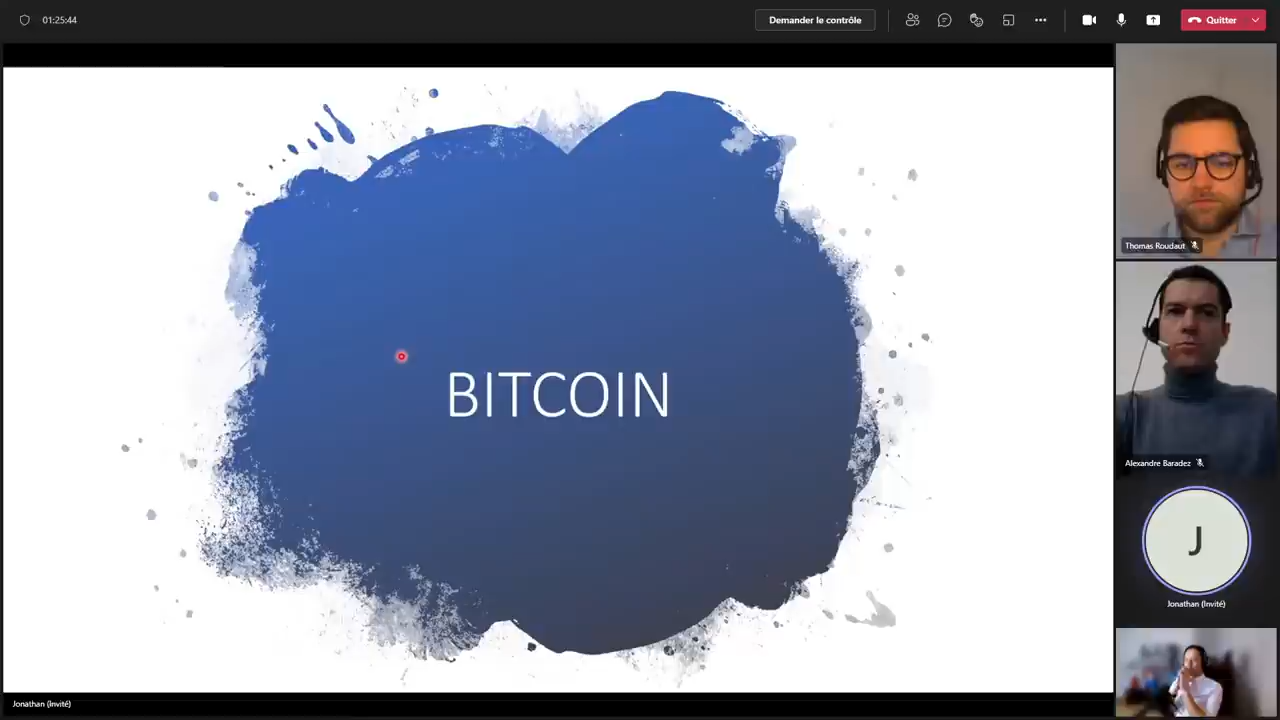 01:25:44
Demander le contrôle
Quitter
BITCOIN
Thomas Roudaut
Alexandre Baradez
J
Jonathan (Invité)
Jonathan (Invité)